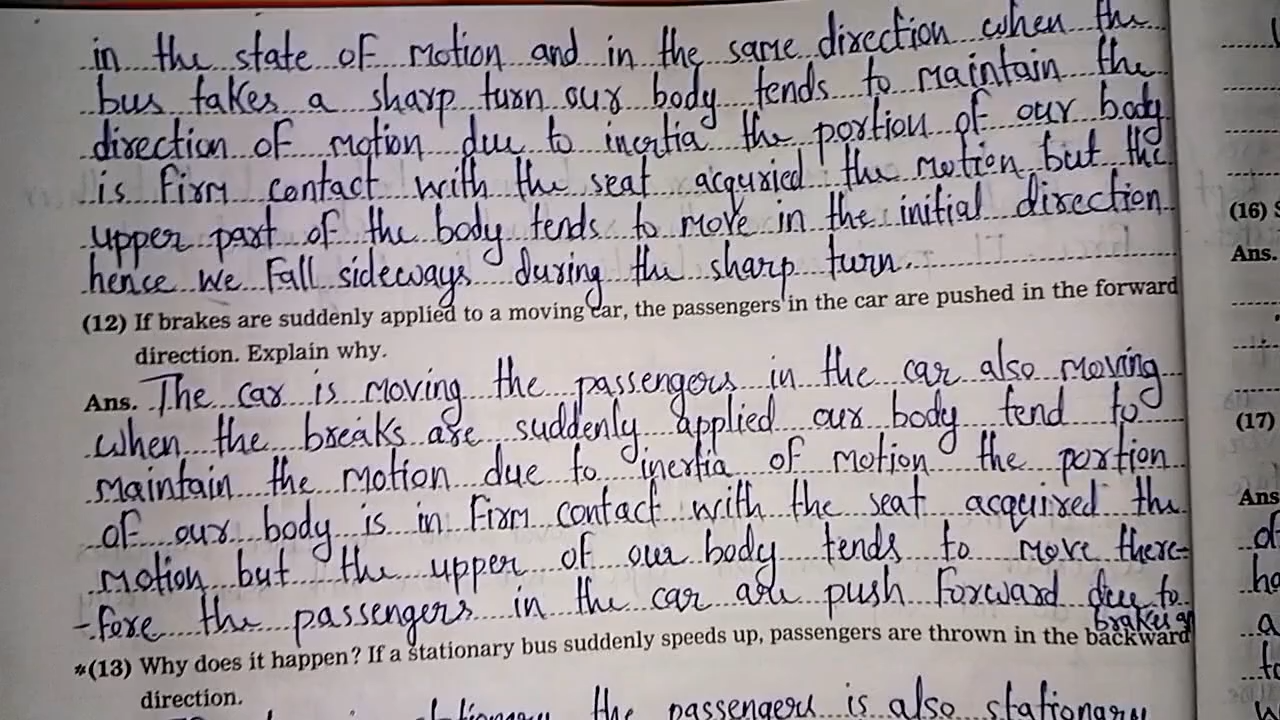 in the state of motion and in the same direction when the
bus takes a sharp turn our body tends to maintain the
direction of motion due to inertia the portion of our body
is firm contact with the seat acquried the motion but the
upper part of the body tends to move in the initial direction
hence we fall sideways during the sharp turn.
(12) If brakes are suddenly applied to a moving car, the passengers in the car are pushed in the forward
direction. Explain why.
Ans. The car is moving the passengers in the car also moving
when the breaks are suddenly applied our body tend to
maintain the motion due to inertia of motion the portion
of our body is in firm contact with the seat acquired the
motion but the upper of our body tends to move there-
-fore the passengers in the car are push forward due to
brakes
*(13) Why does it happen? If a stationary bus suddenly speeds up, passengers are thrown in the backward
direction.
stationary the passengers is also stationary
(16)
Ans.
(17)
Ans
of
ha
a
to